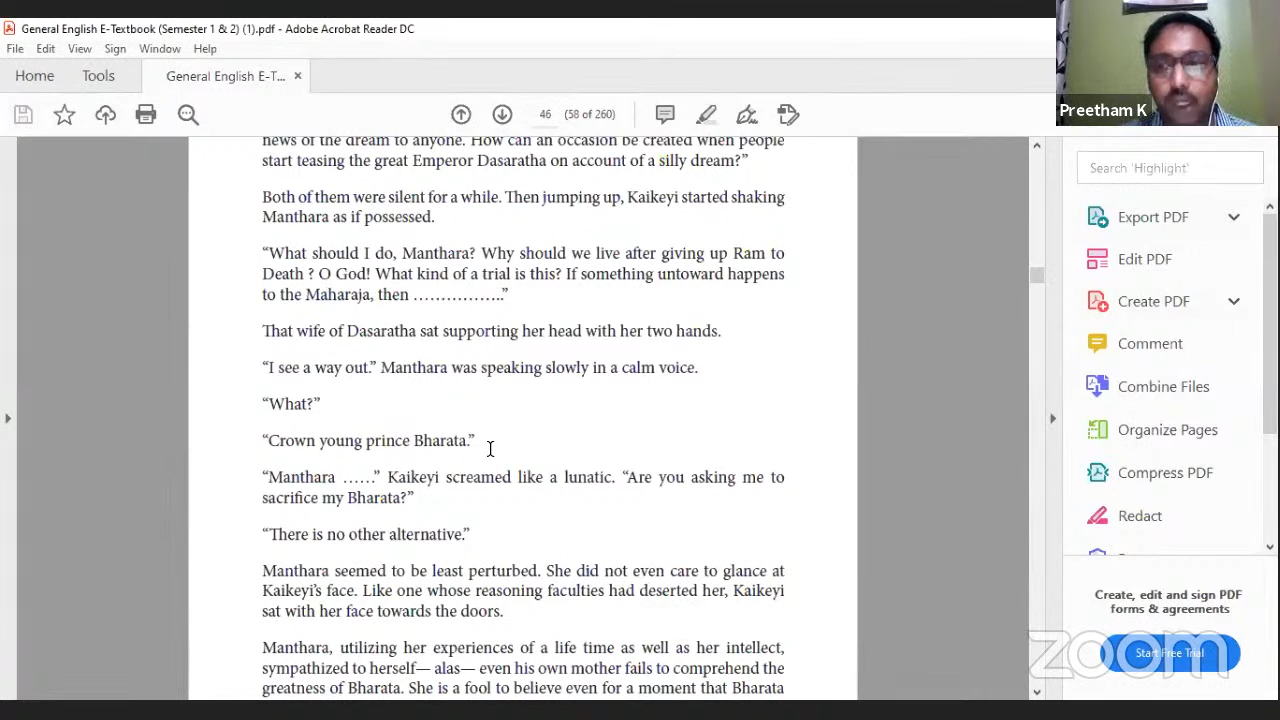 General English E-Textbook (Semester 1 & 2) (1).pdf - Adobe Acrobat Reader DC
File Edit View Sign Window Help
Home Tools General English E-T... ×
46 (58 of 260)
Preetham K
news of the dream to anyone. How can an occasion be created when people
start teasing the great Emperor Dasaratha on account of a silly dream?”
Both of them were silent for a while. Then jumping up, Kaikeyi started shaking
Manthara as if possessed.
“What should I do, Manthara? Why should we live after giving up Ram to
Death ? O God! What kind of a trial is this? If something untoward happens
to the Maharaja, then ……………..”
That wife of Dasaratha sat supporting her head with her two hands.
“I see a way out.” Manthara was speaking slowly in a calm voice.
“What?”
“Crown young prince Bharata.”
“Manthara ……” Kaikeyi screamed like a lunatic. “Are you asking me to
sacrifice my Bharata?”
“There is no other alternative.”
Manthara seemed to be least perturbed. She did not even care to glance at
Kaikeyi’s face. Like one whose reasoning faculties had deserted her, Kaikeyi
sat with her face towards the doors.
Manthara, utilizing her experiences of a life time as well as her intellect,
sympathized to herself— alas— even his own mother fails to comprehend the
greatness of Bharata. She is a fool to believe even for a moment that Bharata
Search 'Highlight'
Export PDF
Edit PDF
Create PDF
Comment
Combine Files
Organize Pages
Compress PDF
Redact
Create, edit and sign PDF
forms & agreements
Start Free Trial
zoom